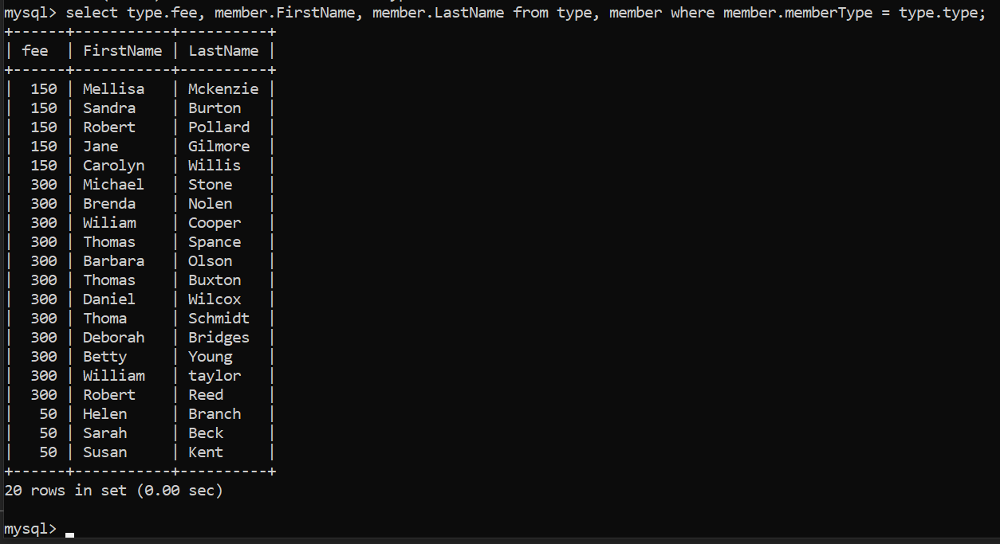 mysql> select type.fee, member.FirstName, member.LastName from type, member where member.memberType = type.type;
+------+-----------+----------+
| fee  | FirstName | LastName |
+------+-----------+----------+
|  150 | Mellisa   | Mckenzie |
|  150 | Sandra    | Burton   |
|  150 | Robert    | Pollard  |
|  150 | Jane      | Gilmore  |
|  150 | Carolyn   | Willis   |
|  300 | Michael   | Stone    |
|  300 | Brenda    | Nolen    |
|  300 | Wiliam    | Cooper   |
|  300 | Thomas    | Spance   |
|  300 | Barbara   | Olson    |
|  300 | Thomas    | Buxton   |
|  300 | Daniel    | Wilcox   |
|  300 | Thoma     | Schmidt  |
|  300 | Deborah   | Bridges  |
|  300 | Betty     | Young    |
|  300 | William   | taylor   |
|  300 | Robert    | Reed     |
|   50 | Helen     | Branch   |
|   50 | Sarah     | Beck     |
|   50 | Susan     | Kent     |
+------+-----------+----------+
20 rows in set (0.00 sec)
mysql>